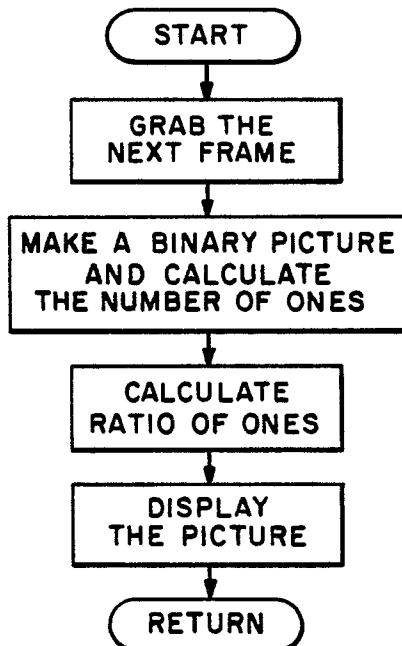 START
GRAB THE
NEXT FRAME
MAKE A BINARY PICTURE
AND CALCULATE
THE NUMBER OF ONES
CALCULATE
RATIO OF ONES
DISPLAY
THE PICTURE
RETURN